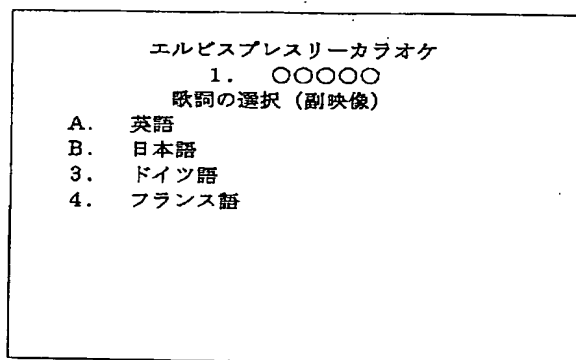 エルビスプレスリーカラオケ
1. ○○○○○
歌詞の選択(副映像)
A. 英語
B. 日本語
3. ドイツ語
4. フランス語